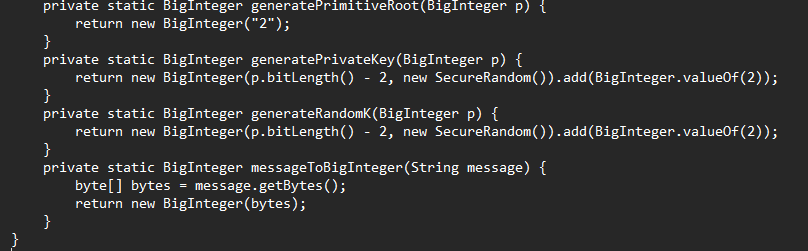 private static BigInteger generatePrimitiveRoot(BigInteger p) {
return new BigInteger("2");
}
private static BigInteger generatePrivateKey(BigInteger p) {
return new BigInteger(p.bitLength() - 2, new SecureRandom()).add(BigInteger.valueOf(2));
}
private static BigInteger generateRandomK(BigInteger p) {
return new BigInteger(p.bitLength() - 2, new SecureRandom()).add(BigInteger.valueOf(2));
}
private static BigInteger messageToBigInteger(String message) {
byte[] bytes = message.getBytes();
return new BigInteger(bytes);
}
}